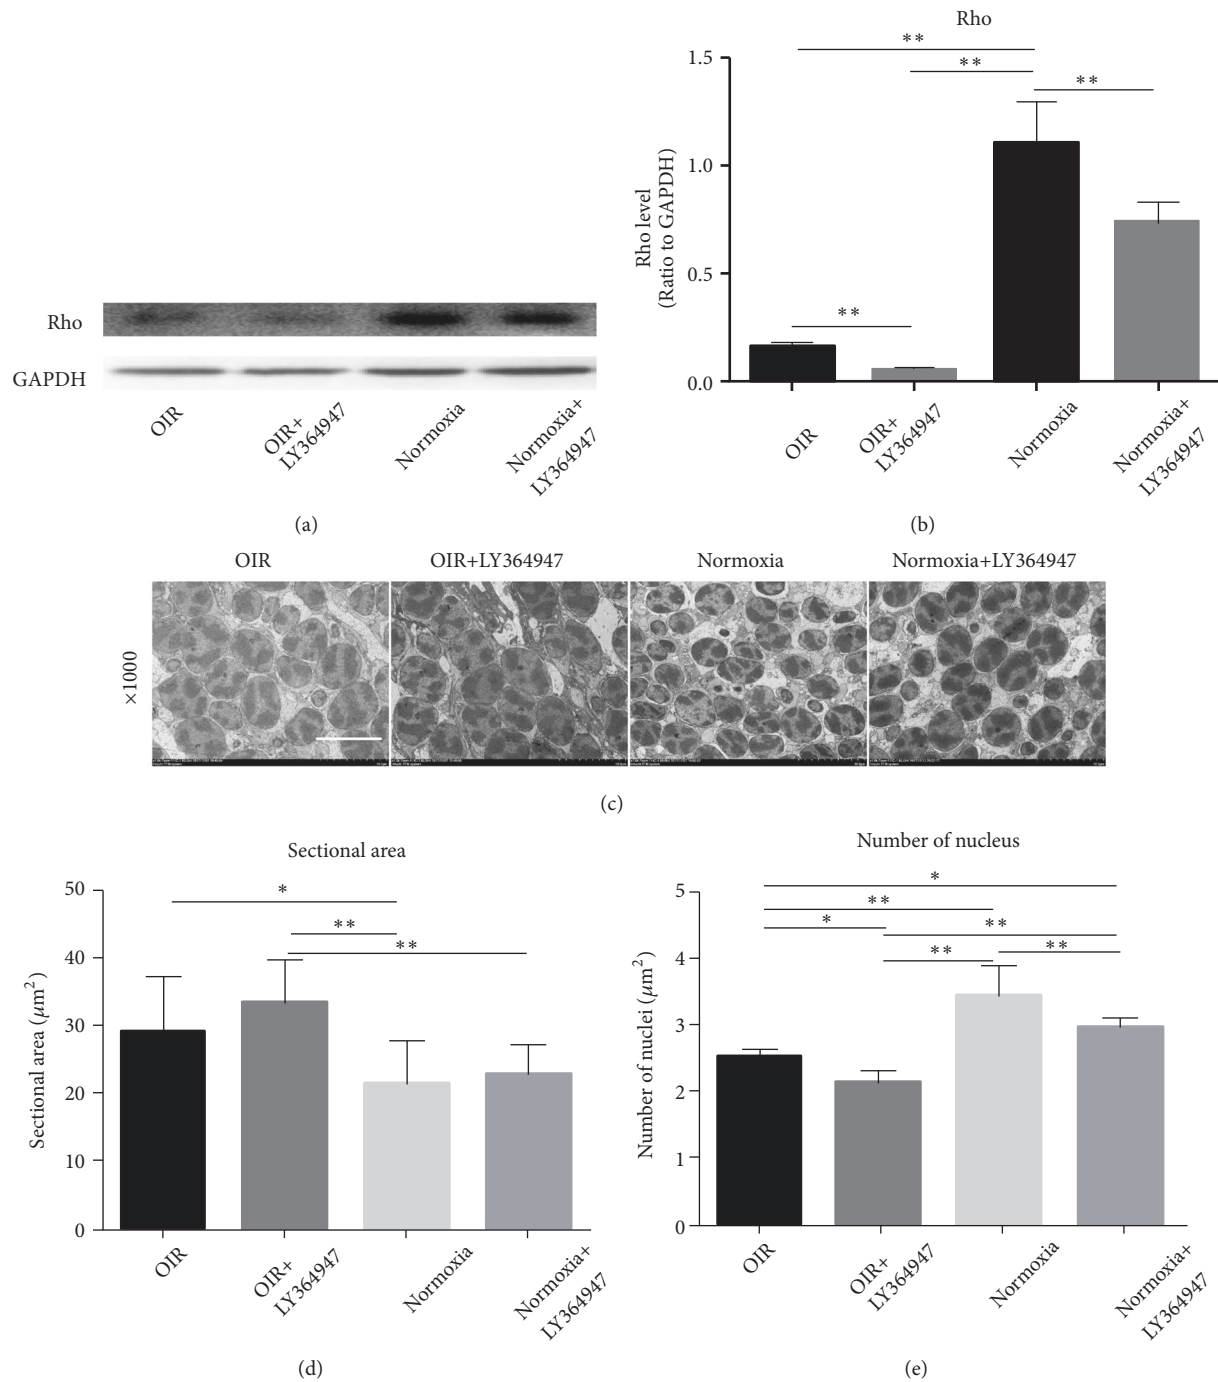 Rho
GAPDH
OIR
OIR+
LY364947
Normoxia
Normoxia+
LY364947
(a)
Rho
**
**
**
**
Rho level
(Ratio to GAPDH)
1.5
1.0
0.5
0.0
OIR
OIR+
LY364947
Normoxia
Normoxia+
LY364947
(b)
OIR
OIR+LY364947
Normoxia
Normoxia+LY364947
×1000
(c)
Sectional area
*
**
**
Sectional area (μm²)
50
40
30
20
10
0
OIR
OIR+
LY364947
Normoxia
Normoxia+
LY364947
(d)
Number of nucleus
*
**
*
**
**
**
Number of nuclei (μm²)
5
4
3
2
1
0
OIR
OIR+
LY364947
Normoxia
Normoxia+
LY364947
(e)